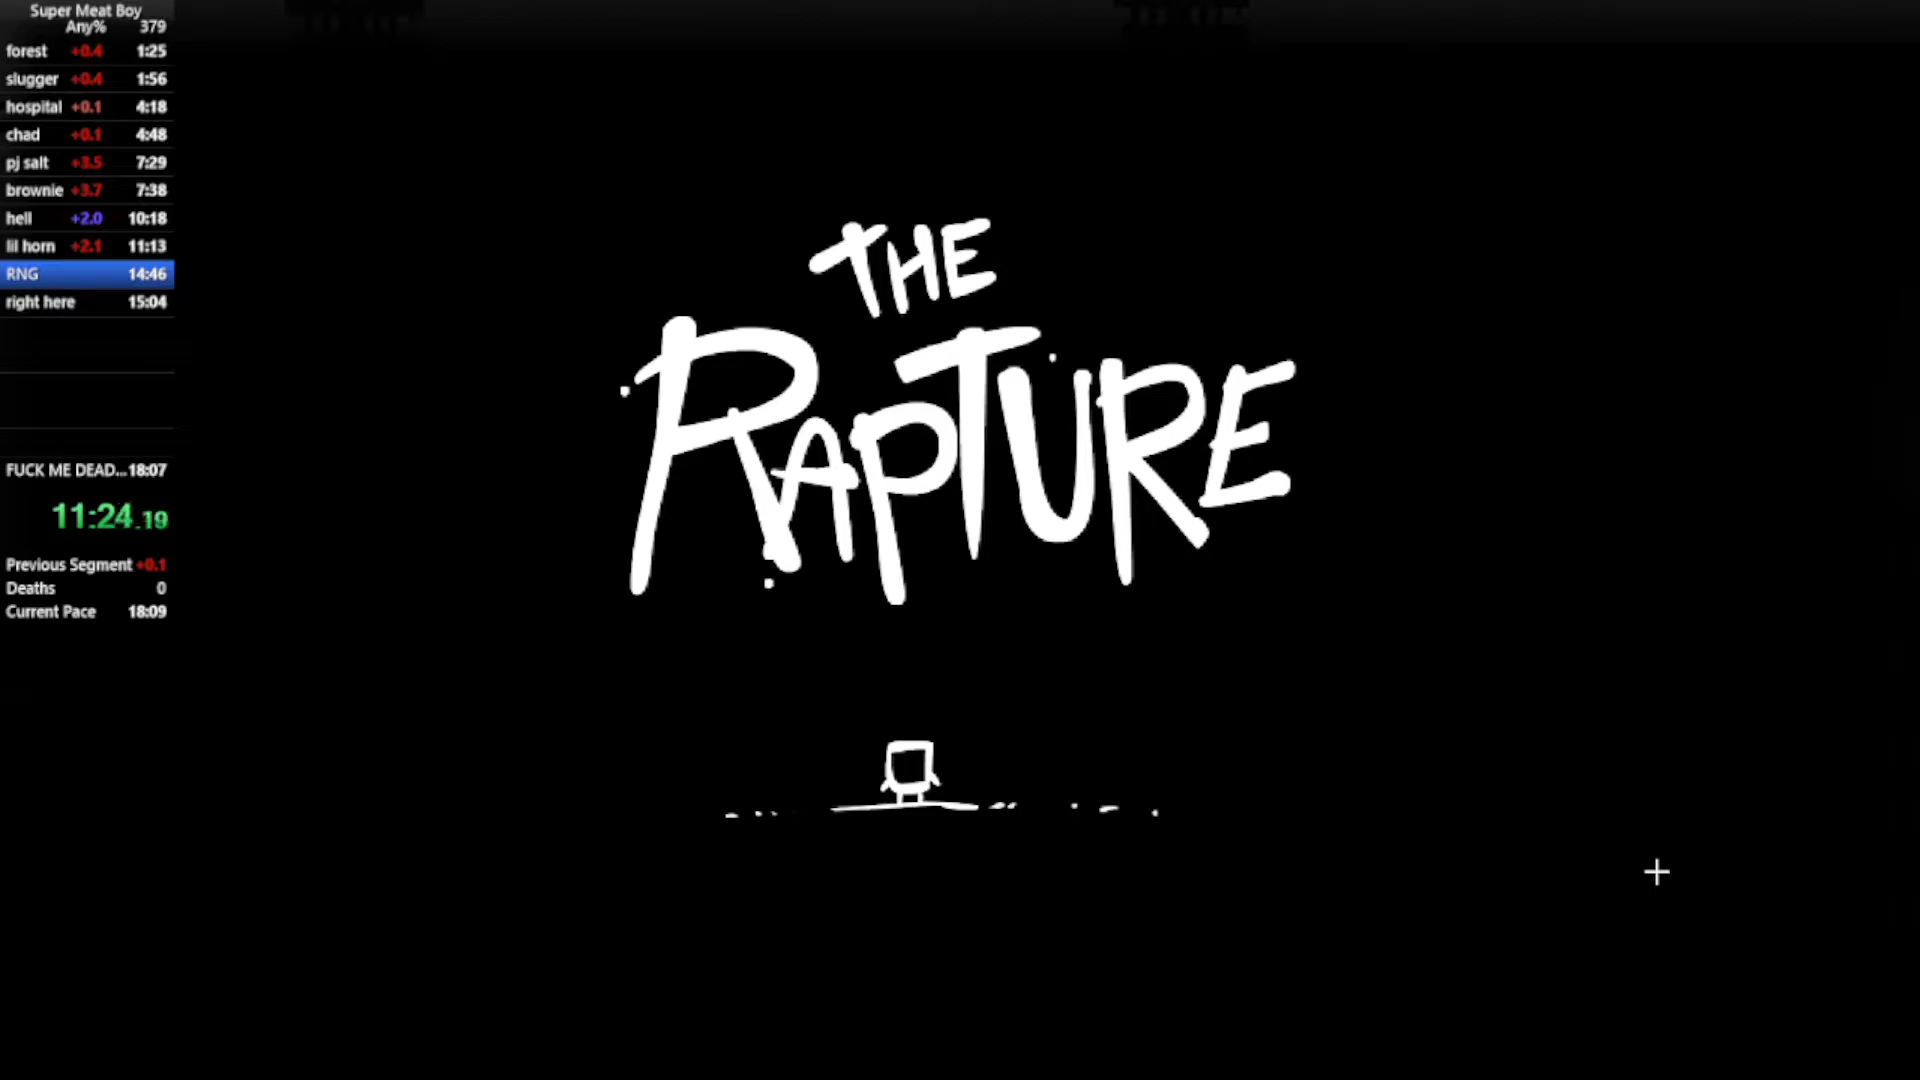 Super Meat Boy
Any% 379
forest +0.4 1:25
slugger +0.4 1:56
hospital +0.1 4:18
chad +0.1 4:48
pj salt +3.5 7:29
brownie +3.7 7:38
hell +2.0 10:18
lil horn +2.1 11:13
RNG 14:46
right here 15:04
FUCK ME DEAD... 18:07
11:24.19
Previous Segment +0.1
Deaths 0
Current Pace 18:09
THE
RAPTURE